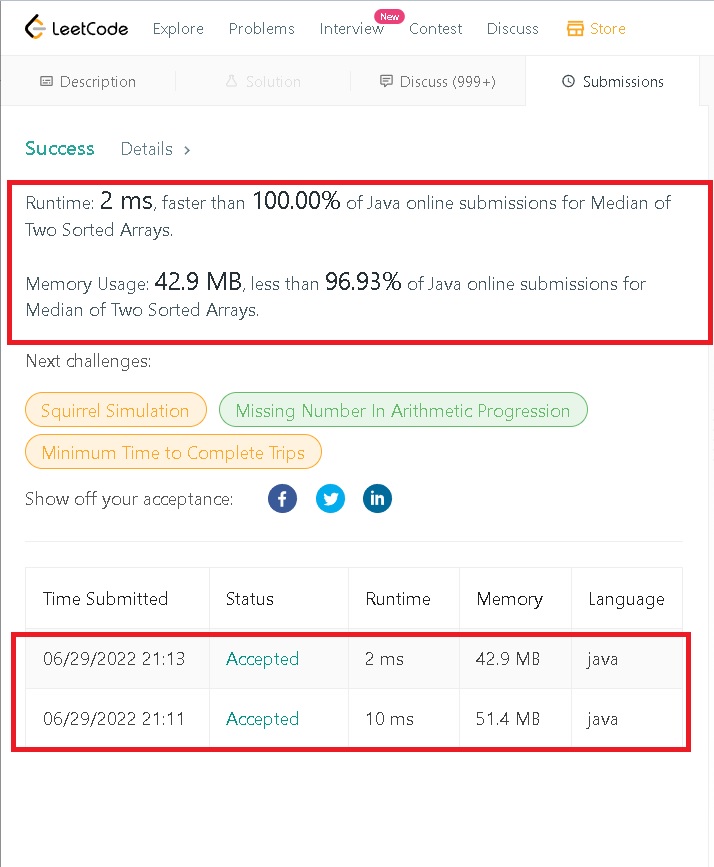 LeetCode Explore Problems Interview New Contest Discuss Store
Description Solution Discuss (999+) Submissions
Success Details >
Runtime: 2 ms, faster than 100.00% of Java online submissions for Median of
Two Sorted Arrays.
Memory Usage: 42.9 MB, less than 96.93% of Java online submissions for
Median of Two Sorted Arrays.
Next challenges:
Squirrel Simulation Missing Number In Arithmetic Progression
Minimum Time to Complete Trips
Show off your acceptance: f in
Time Submitted Status Runtime Memory Language
06/29/2022 21:13 Accepted 2 ms 42.9 MB java
06/29/2022 21:11 Accepted 10 ms 51.4 MB java